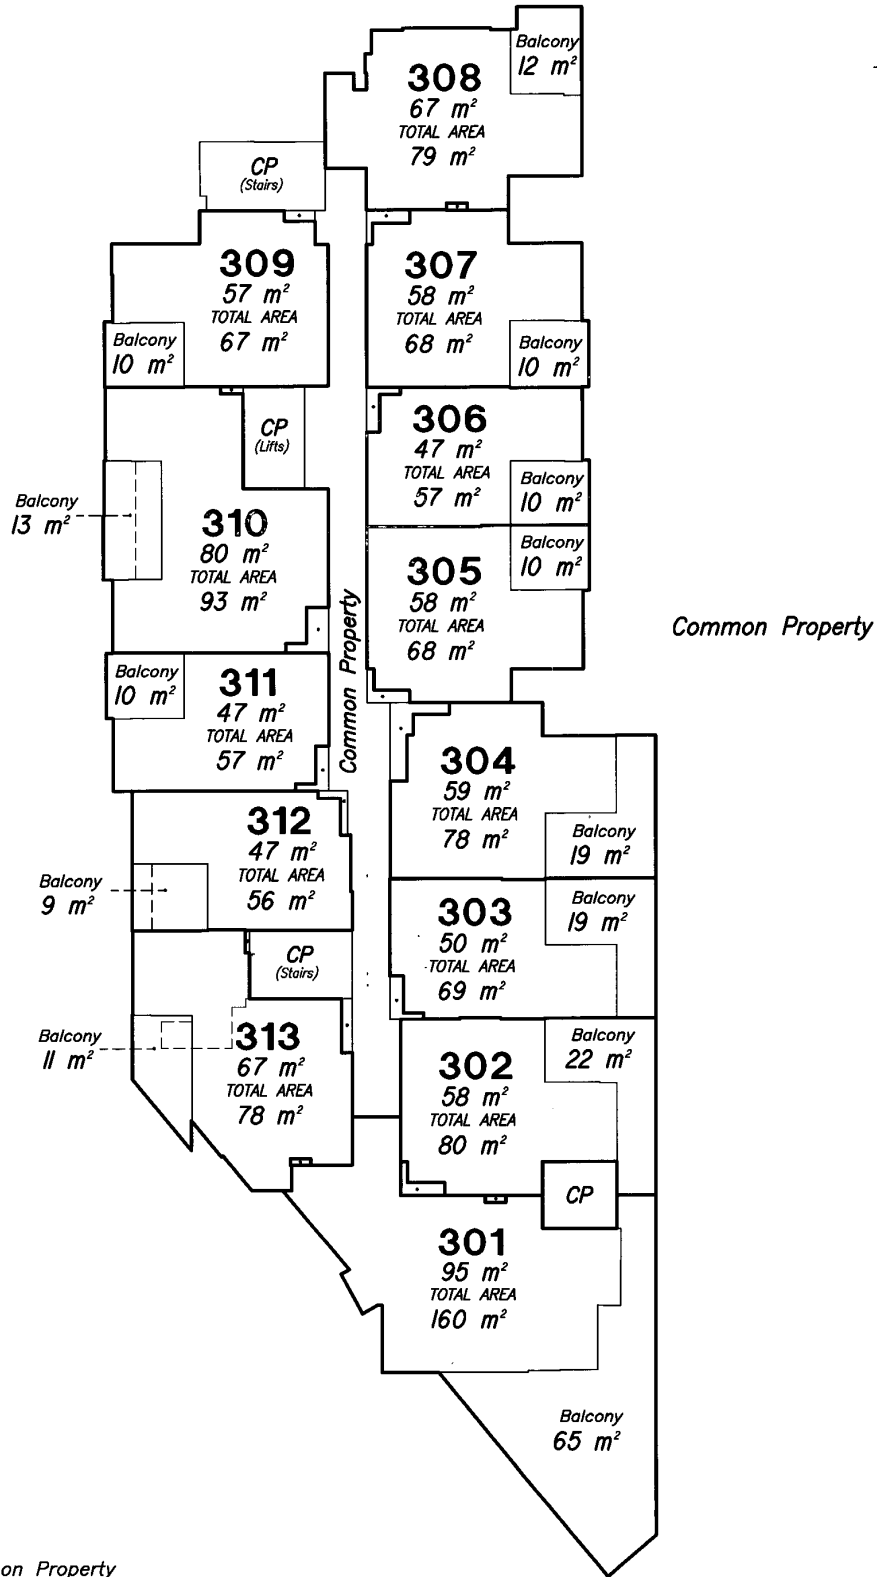 Balcony
12 m²
308
67 m²
TOTAL AREA
79 m²
CP
(Stairs)
309
57 m²
TOTAL AREA
67 m²
Balcony
10 m²
307
58 m²
TOTAL AREA
68 m²
Balcony
10 m²
CP
(Lifts)
306
47 m²
TOTAL AREA
57 m²
Balcony
10 m²
Balcony
13 m²
310
80 m²
TOTAL AREA
93 m²
305
58 m²
TOTAL AREA
68 m²
Balcony
10 m²
Common Property
Common Property
Balcony
10 m²
311
47 m²
TOTAL AREA
57 m²
304
59 m²
TOTAL AREA
78 m²
Balcony
19 m²
312
47 m²
TOTAL AREA
56 m²
Balcony
9 m²
303
50 m²
TOTAL AREA
69 m²
Balcony
19 m²
CP
(Stairs)
Balcony
11 m²
313
67 m²
TOTAL AREA
78 m²
302
58 m²
TOTAL AREA
80 m²
Balcony
22 m²
CP
301
95 m²
TOTAL AREA
160 m²
Balcony
65 m²
on Property